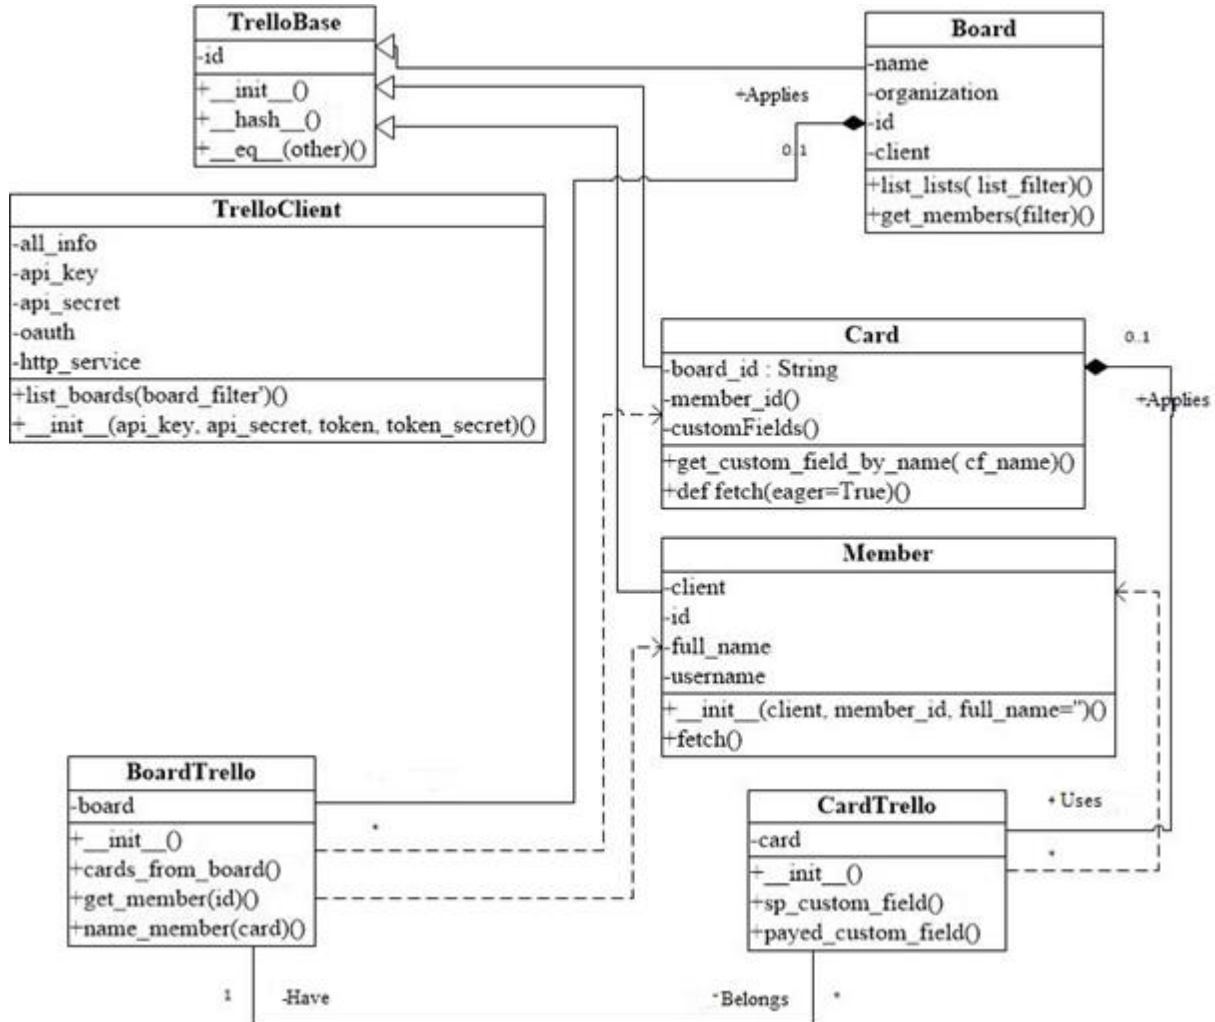 TrelloBase
-id
+__init__()
+__hash__()
+__eq__(other)()
Board
-name
-organization
-id
-client
+list_lists( list_filter)()
+get_members(filter)()
+Applies
0..1
TrelloClient
-all_info
-api_key
-api_secret
-oauth
-http_service
+list_boards(board_filter')()
+__init__(api_key, api_secret, token, token_secret)()
Card
-board_id : String
-member_id()
-customFields()
+get_custom_field_by_name( cf_name)()
+def fetch(eager=True)()
0..1
+Applies
Member
-client
-id
-full_name
-username
+__init__(client, member_id, full_name='')()
+fetch()
BoardTrello
-board
+__init__()
+cards_from_board()
+get_member(id)()
+name_member(card)()
*
CardTrello
-card
+__init__()
+sp_custom_field()
+payed_custom_field()
+Uses
*
1
-Have
-Belongs
*